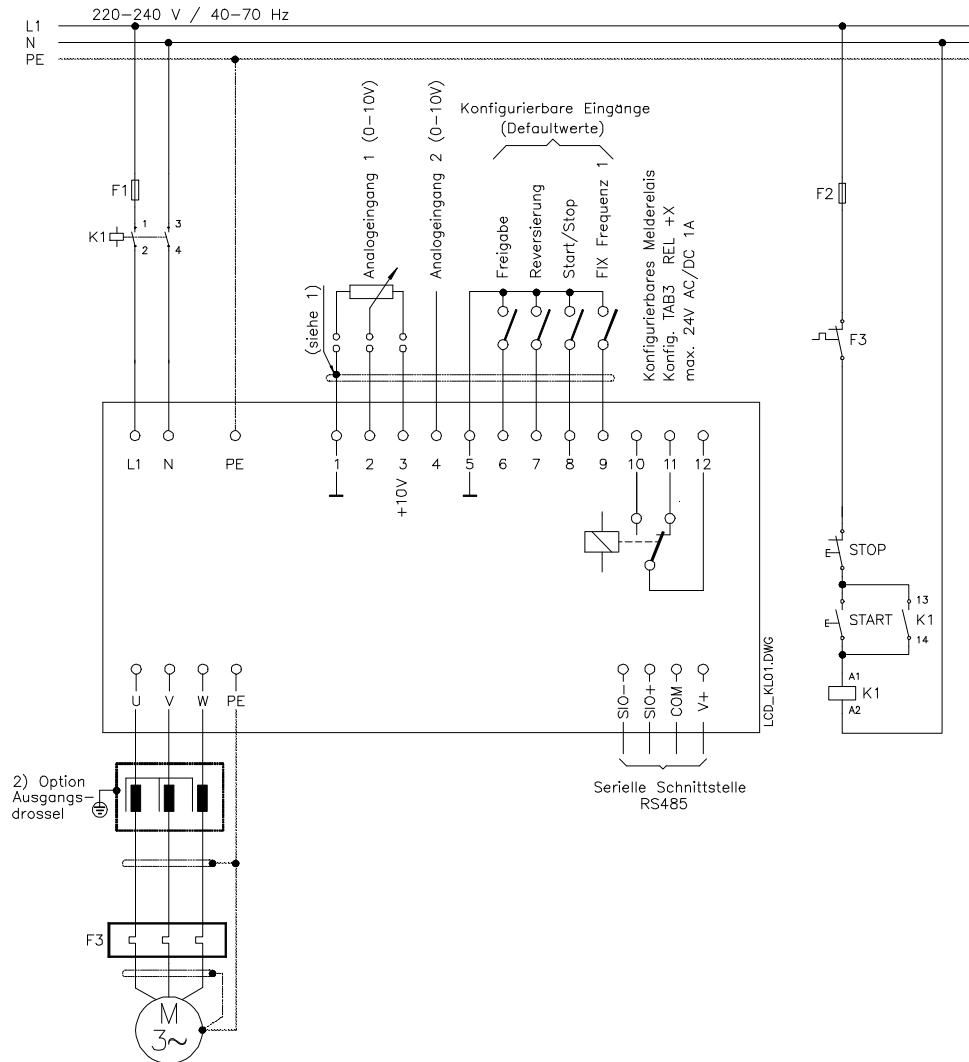 220-240 V / 40-70 Hz
L1
N
PE
Konfigurierbare Eingänge
(Defaultwerte)
Analogeingang 1 (0-10V)
Analogeingang 2 (0-10V)
Freigabe
Reversierung
Start/Stop
FIX Frequenz 1
Konfigurierbares Melderelais
Konfig. TAB3 REL +X
max. 24V AC/DC 1A
(siehe 1)
F1
K1
1
2
3
4
F2
F3
L1
N
PE
1
2
3
4
5
6
7
8
9
10
11
12
+10V
STOP
START
13
14
K1
A1
K1
A2
LCD_KL01.DWG
U
V
W
PE
SIO-
SIO+
COM
V+
Serielle Schnittstelle
RS485
2) Option
Ausgangs-
drossel
F3
M
3~